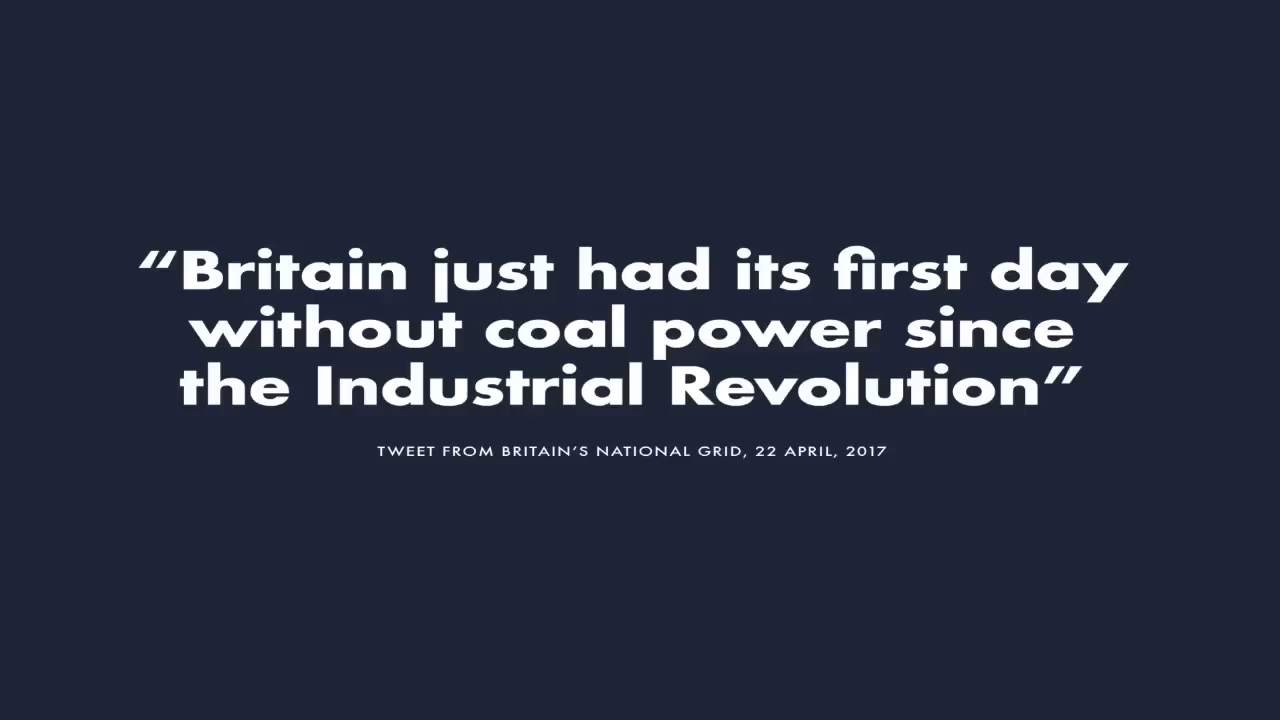 “Britain just had its first day
without coal power since
the Industrial Revolution”
TWEET FROM BRITAIN’S NATIONAL GRID, 22 APRIL, 2017